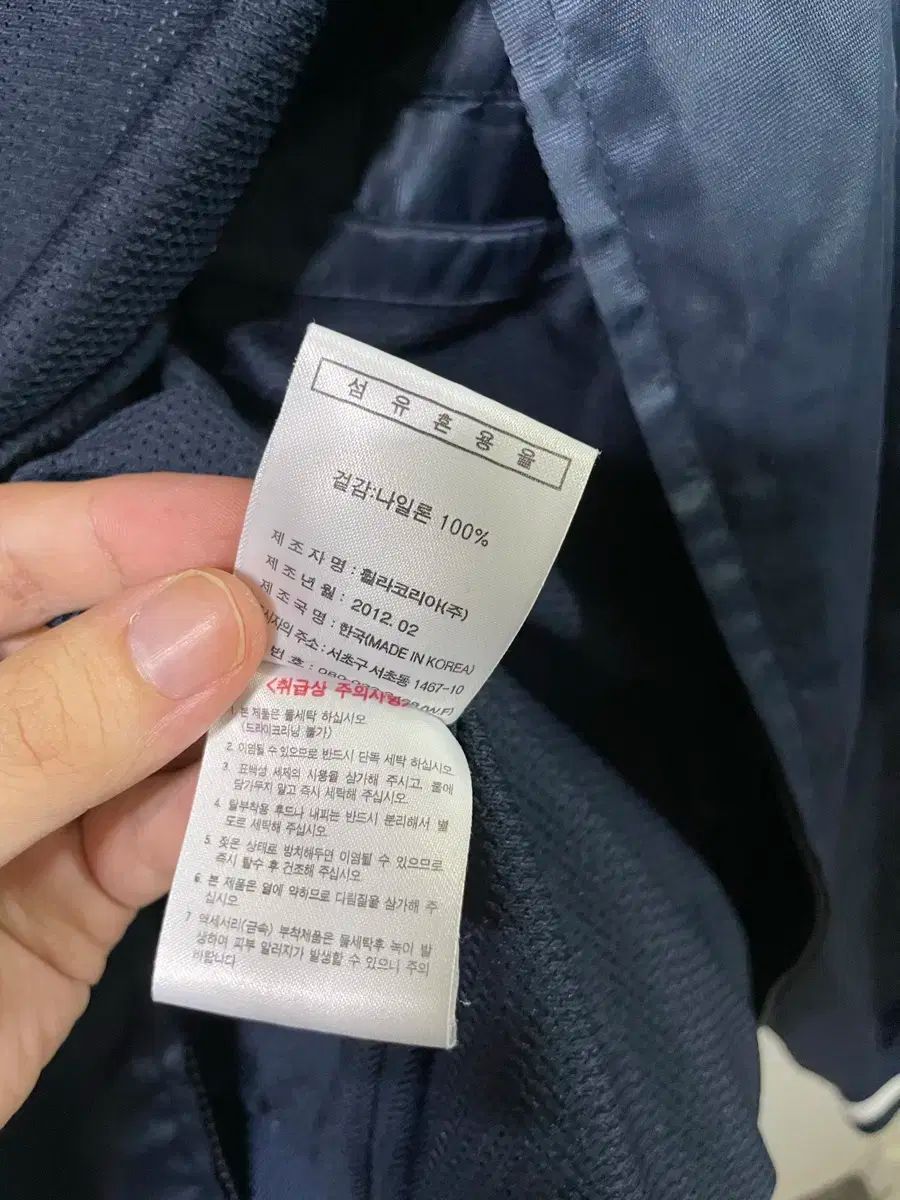 섬유혼용율
겉감:나일론 100%
제조자명 : 휠라코리아(주)
제조년월 : 2012. 02
제조국명 : 한국(MADE IN KOREA)
주소 : 서초구 서초동 1467-10
번호 :
<취급상 주의사항>
1. 본 제품은 물세탁 하십시오
(드라이크리닝 불가)
2. 이염될 수 있으므로 반드시 단독 세탁 하십시오.
3. 표백성 세제의 사용을 삼가해 주시고, 물에
담가두지 말고 즉시 세탁해 주십시오.
4. 탈부착용 후드나 내피는 반드시 분리해서 별
도로 세탁해 주십시오.
5. 젖은 상태로 방치해두면 이염될 수 있으므로
즉시 탈수 후 건조해 주십시오.
6. 본 제품은 열에 약하므로 다림질을 삼가해 주
십시오
7 악세서리(금속) 부착제품은 물세탁후 녹이 발
생하며 피부 알러지가 발생할 수 있으니 주의
바랍니다